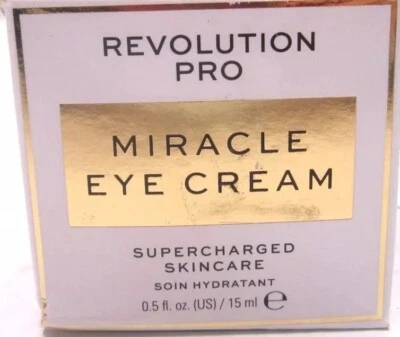 REVOLUTION
PRO
MIRACLE
EYE CREAM
SUPERCHARGED
SKINCARE
SOIN HYDRATANT
0.5 fl. oz. (US) / 15 ml ℮